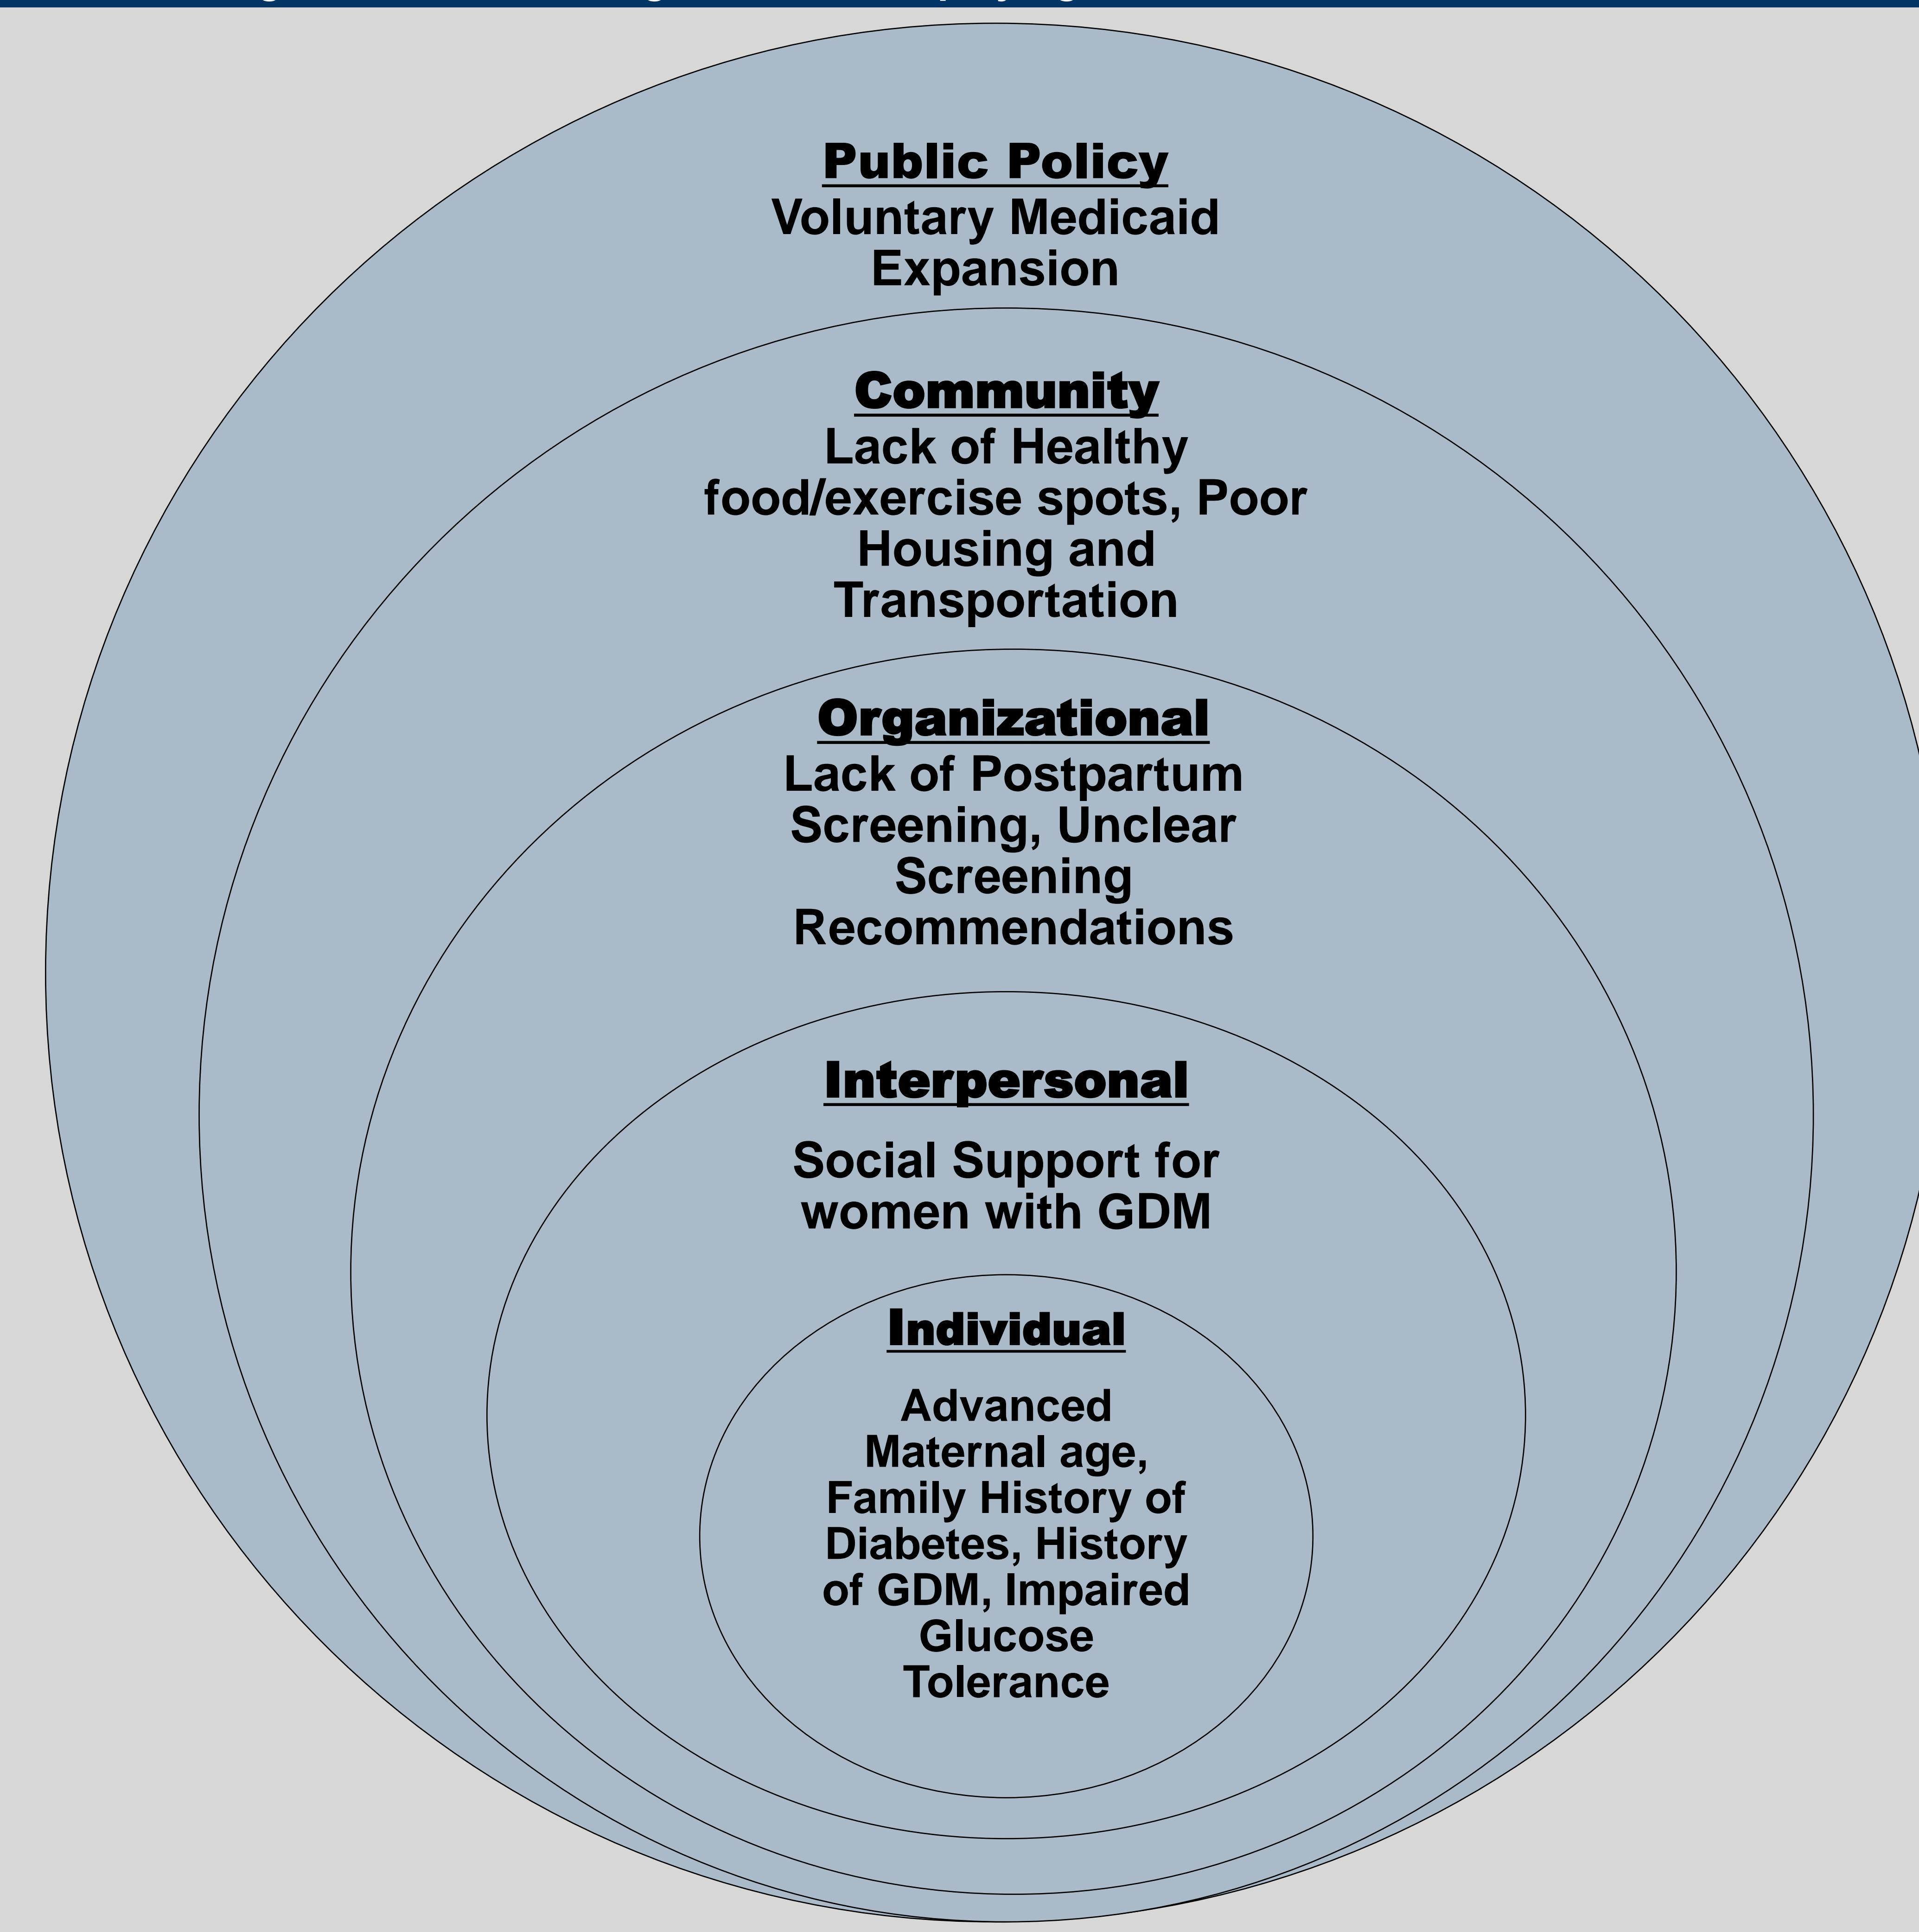 Public Policy
Voluntary Medicaid
Expansion
Community
Lack of Healthy
food/exercise spots, Poor
Housing and
Transportation
Organizational
Lack of Postpartum
Screening, Unclear
Screening
Recommendations
Interpersonal
Social Support for
women with GDM
Individual
Advanced
Maternal age,
Family History of
Diabetes, History
of GDM, Impaired
Glucose
Tolerance